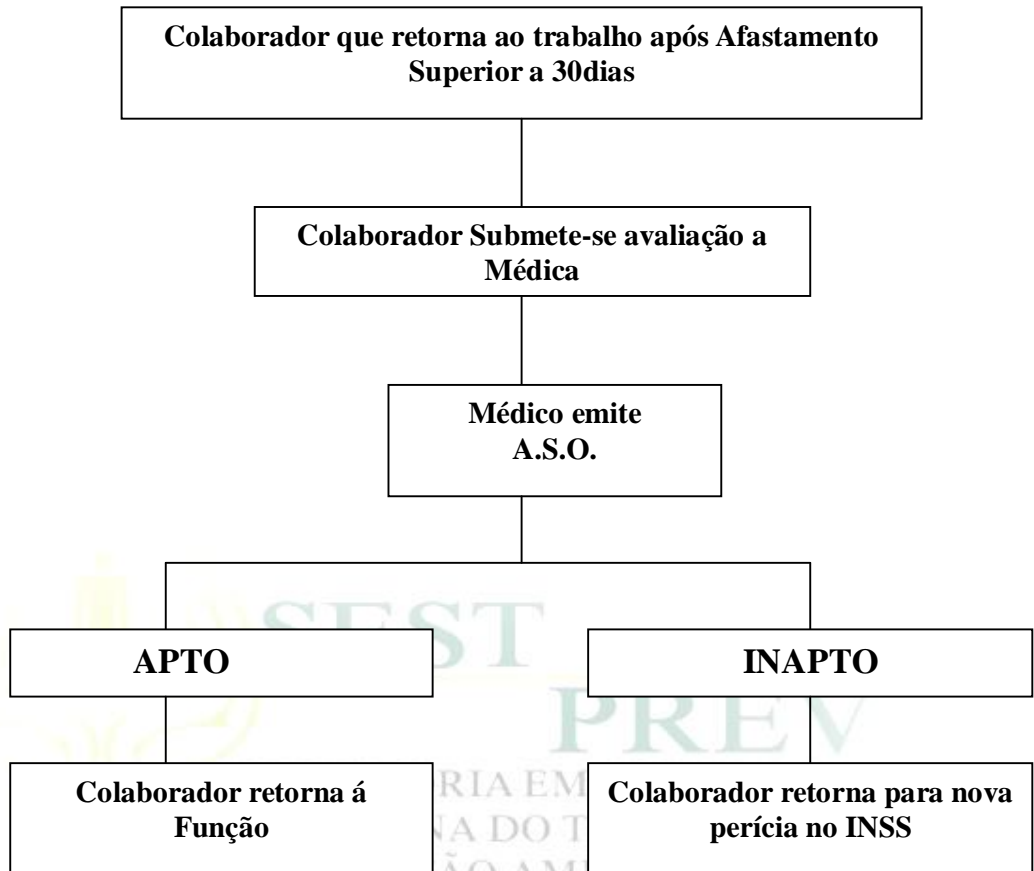 Colaborador que retorna ao trabalho após Afastamento
Superior a 30dias
Colaborador Submete-se avaliação a
Médica
Médico emite
A.S.O.
SEST
PREV
APTO
INAPTO
Colaborador retorna á
Função
Colaborador retorna para nova
perícia no INSS